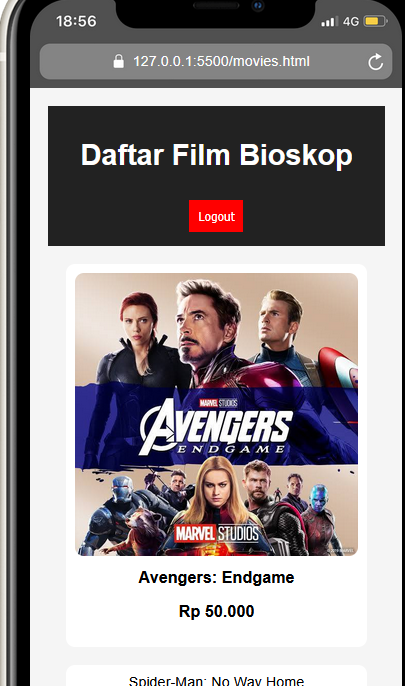 18:56
4G
127.0.0.1:5500/movies.html
Daftar Film Bioskop
Logout
MARVEL STUDIOS
AVENGERS
ENDGAME
MARVEL STUDIOS
Avengers: Endgame
Rp 50.000
Spider-Man: No Way Home